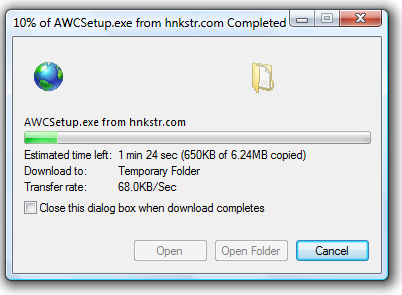 10% of AWCSetup.exe from hnkstr.com Completed
AWCSetup.exe from hnkstr.com
Estimated time left: 1 min 24 sec (650KB of 6.24MB copied)
Download to: Temporary Folder
Transfer rate: 68.0KB/Sec
Close this dialog box when download completes
Open Open Folder Cancel